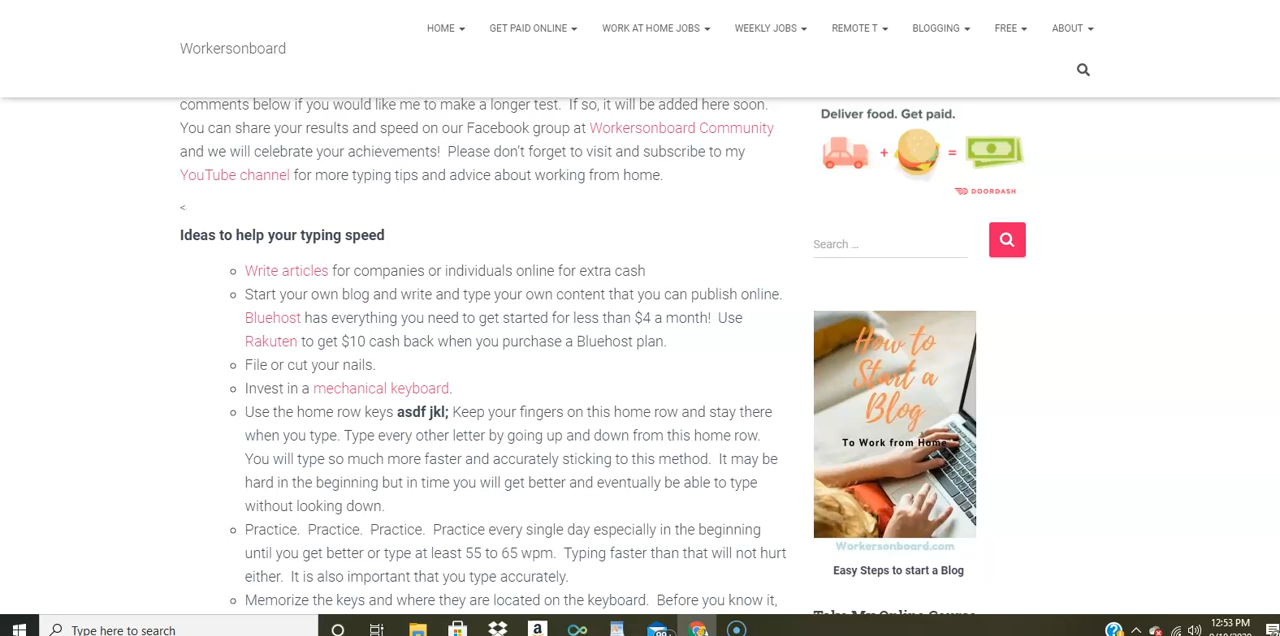 HOME
GET PAID ONLINE
WORK AT HOME JOBS
WEEKLY JOBS
REMOTE T
BLOGGING
FREE
ABOUT
Workersonboard
comments below if you would like me to make a longer test.  If so, it will be added here soon.
You can share your results and speed on our Facebook group at Workersonboard Community
and we will celebrate your achievements!  Please don't forget to visit and subscribe to my
YouTube channel for more typing tips and advice about working from home.
<
Ideas to help your typing speed
Write articles for companies or individuals online for extra cash
Start your own blog and write and type your own content that you can publish online.
Bluehost has everything you need to get started for less than $4 a month!  Use
Rakuten to get $10 cash back when you purchase a Bluehost plan.
File or cut your nails.
Invest in a mechanical keyboard.
Use the home row keys asdf jkl; Keep your fingers on this home row and stay there
when you type. Type every other letter by going up and down from this home row.
You will type so much more faster and accurately sticking to this method.  It may be
hard in the beginning but in time you will get better and eventually be able to type
without looking down.
Practice.  Practice.  Practice.  Practice every single day especially in the beginning
until you get better or type at least 55 to 65 wpm.  Typing faster than that will not hurt
either.  It is also important that you type accurately.
Memorize the keys and where they are located on the keyboard.  Before you know it,
Deliver food. Get paid.
+ =
DOORDASH
Search …
How to
Start a
Blog
To Work from Home
Workersonboard.com
Easy Steps to start a Blog
Take My Online Course
Type here to search
a
99+
12:53 PM